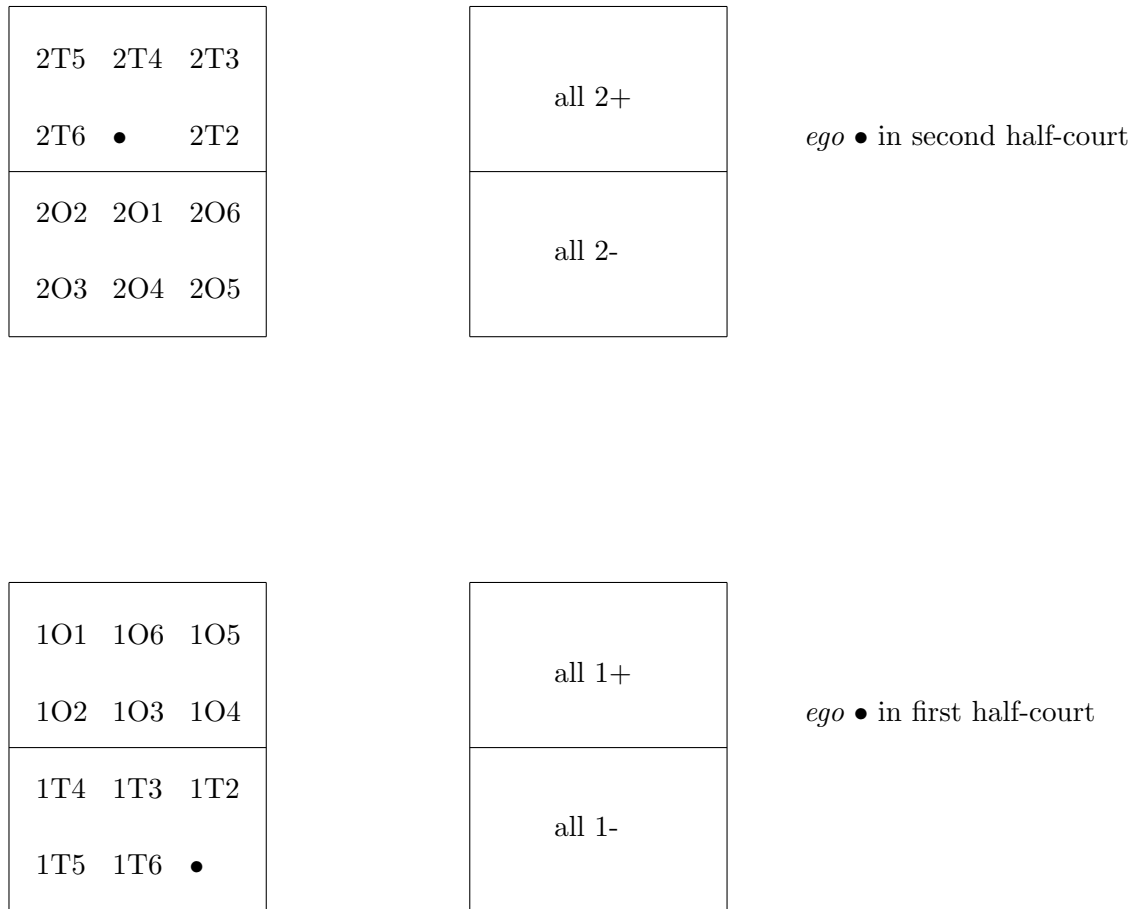 2T5 2T4 2T3
all 2+
2T6 • 2T2
ego • in second half-court
2O2 2O1 2O6
all 2-
2O3 2O4 2O5
1O1 1O6 1O5
all 1+
1O2 1O3 1O4
ego • in first half-court
1T4 1T3 1T2
all 1-
1T5 1T6 •